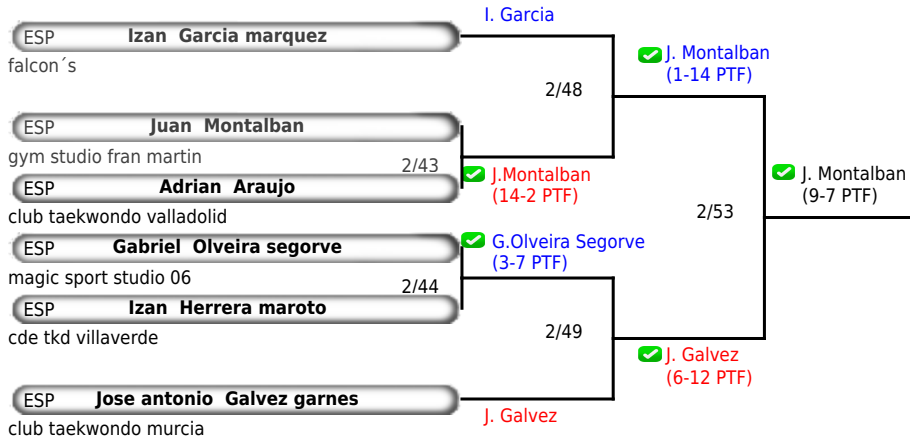 I. Garcia
ESP Izan Garcia marquez
falcon´s
J. Montalban
(1-14 PTF)
2/48
ESP Juan Montalban
gym studio fran martin
2/43
J.Montalban
(14-2 PTF)
ESP Adrian Araujo
club taekwondo valladolid
J. Montalban
(9-7 PTF)
2/53
ESP Gabriel Olveira segorve
magic sport studio 06
G.Olveira Segorve
(3-7 PTF)
2/44
ESP Izan Herrera maroto
cde tkd villaverde
2/49
J. Galvez
(6-12 PTF)
ESP Jose antonio Galvez garnes
club taekwondo murcia
J. Galvez